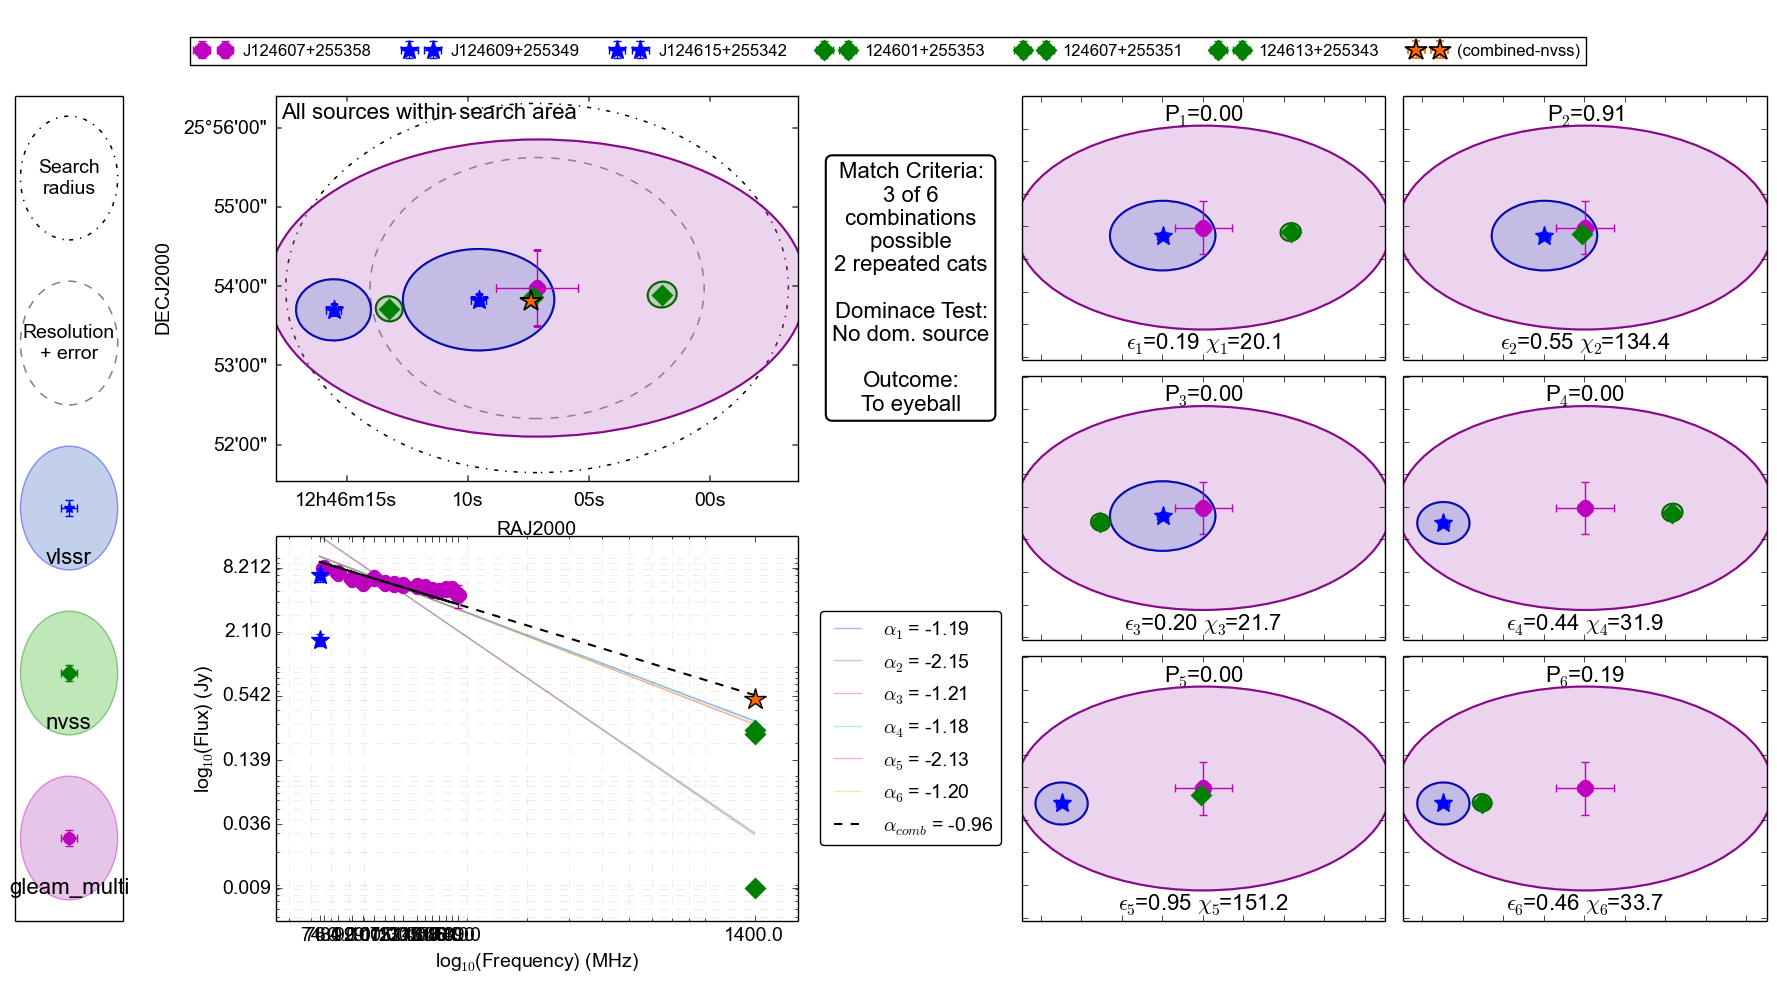 J124607+255358 J124609+255349 J124615+255342 124601+255353 124607+255351 124613+255343 (combined-nvss)
Search
radius
Resolution
+ error
vlssr
nvss
gleam_multi
All sources within search area
25°56'00"
55'00"
54'00"
53'00"
52'00"
DECJ2000
12h46m15s 10s 05s 00s
RAJ2000
Match Criteria:
3 of 6
combinations
possible
2 repeated cats
Dominace Test:
No dom. source
Outcome:
To eyeball
8.212
2.110
0.542
0.139
0.036
0.009
log₁₀(Flux) (Jy)
1400.0
log₁₀(Frequency) (MHz)
α₁ = -1.19
α₂ = -2.15
α₃ = -1.21
α₄ = -1.18
α₅ = -2.13
α₆ = -1.20
α_comb = -0.96
P₁=0.00
ϵ₁=0.19 χ₁=20.1
P₂=0.91
ϵ₂=0.55 χ₂=134.4
P₃=0.00
ϵ₃=0.20 χ₃=21.7
P₄=0.00
ϵ₄=0.44 χ₄=31.9
P₅=0.00
ϵ₅=0.95 χ₅=151.2
P₆=0.19
ϵ₆=0.46 χ₆=33.7